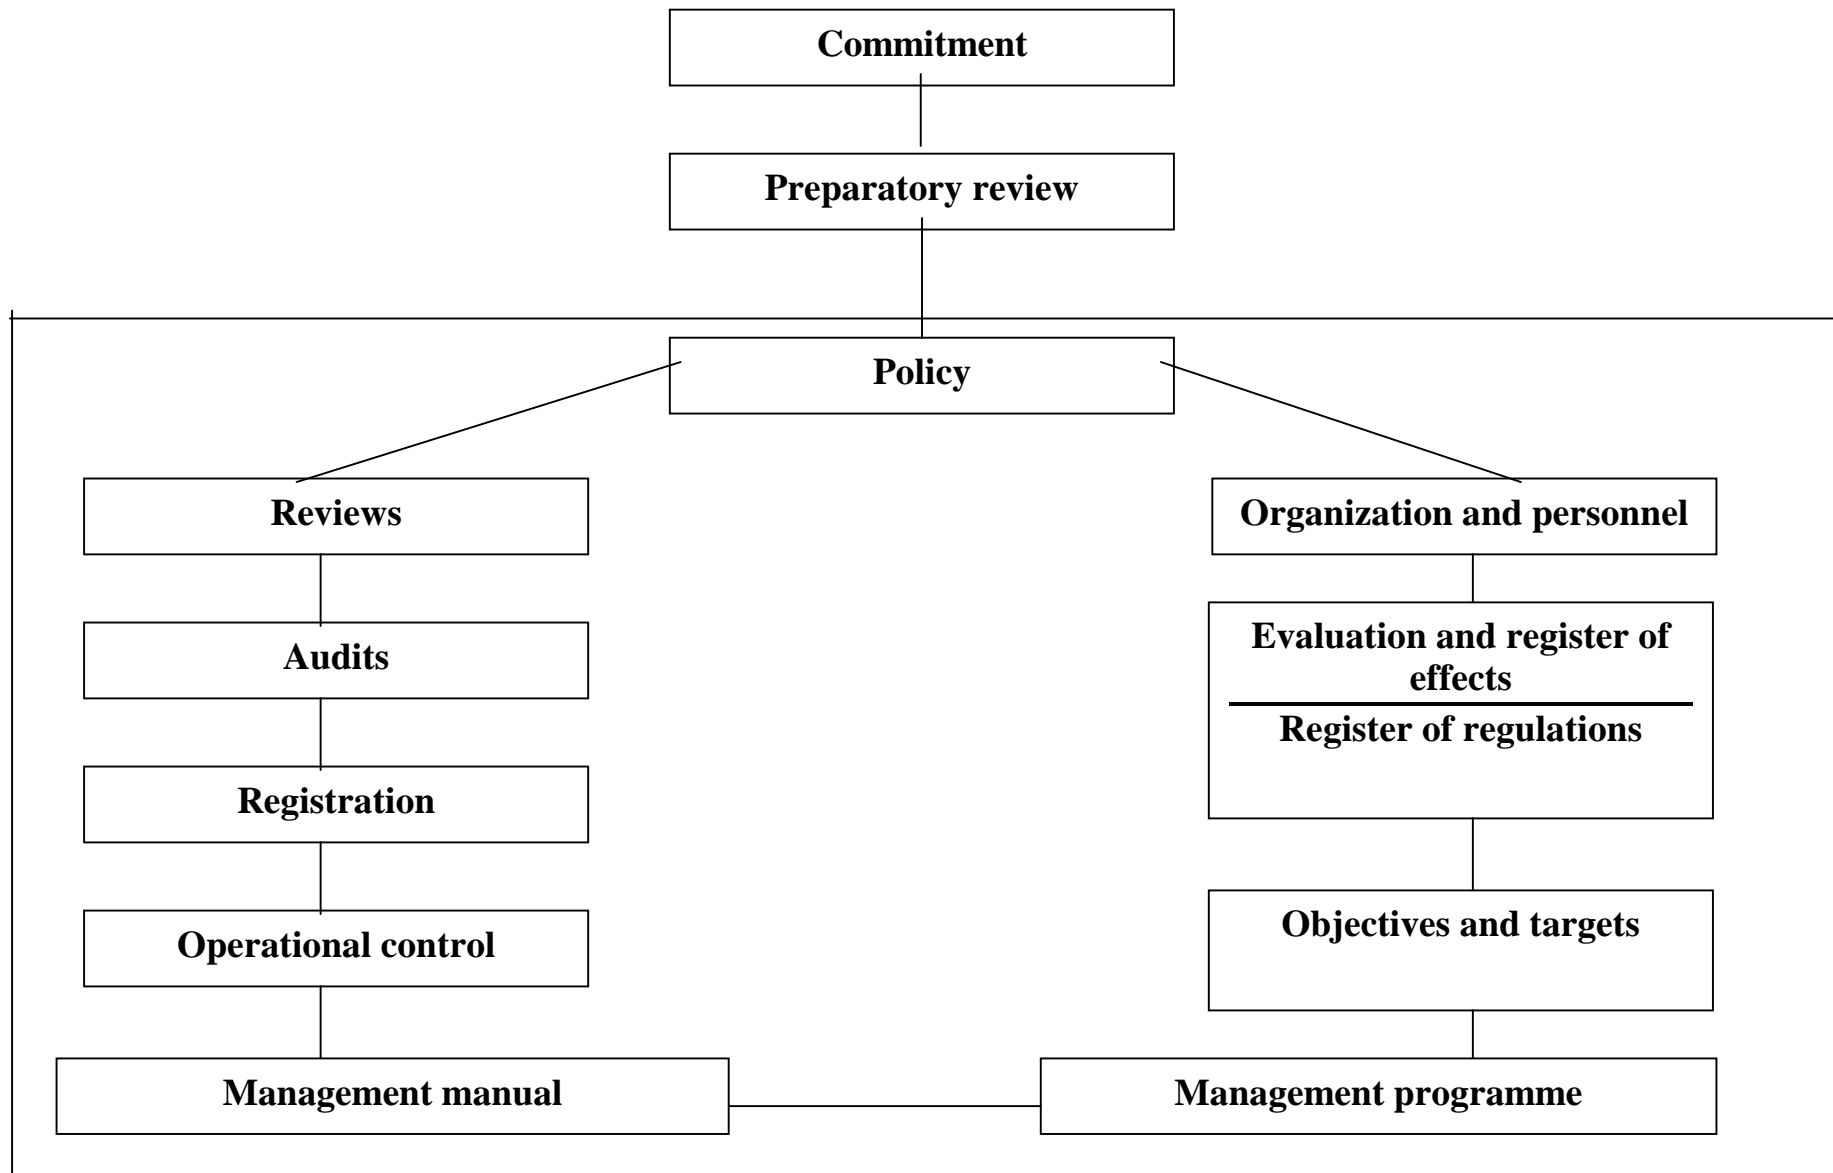 Commitment
Preparatory review
Policy
Reviews
Organization and personnel
Audits
Evaluation and register of
effects
Register of regulations
Registration
Operational control
Objectives and targets
Management manual
Management programme